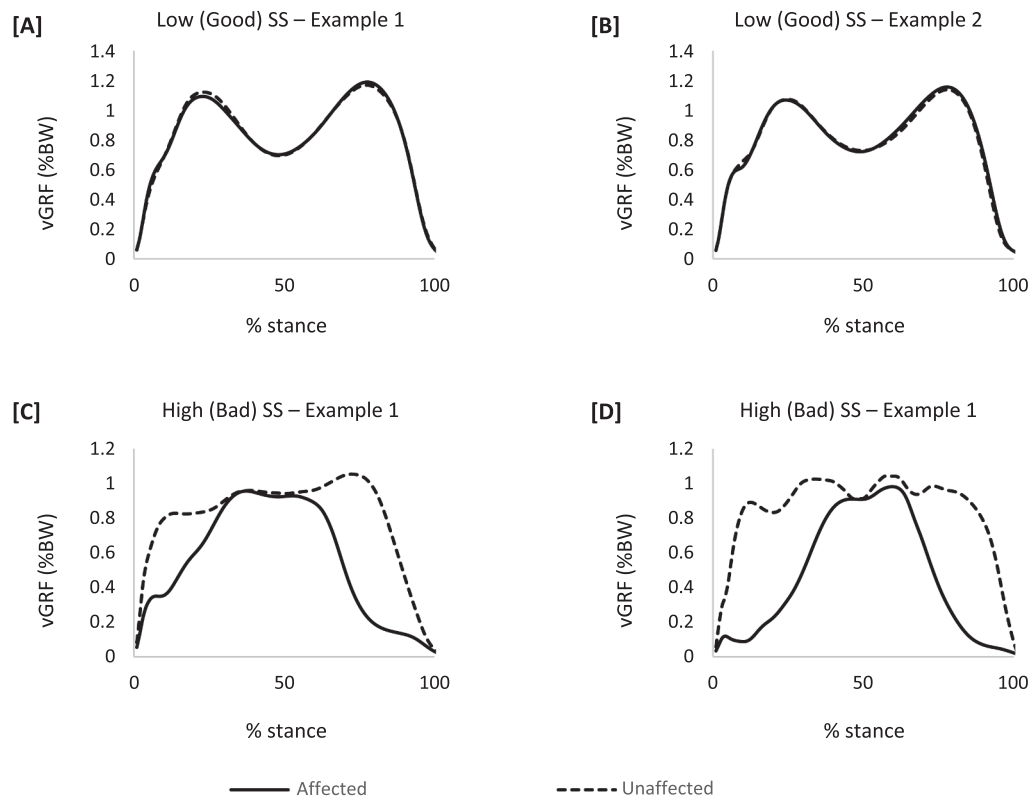 [A]
Low (Good) SS – Example 1
1.4
1.2
1
0.8
0.6
0.4
0.2
0
vGRF (%BW)
0
50
100
% stance
[B]
Low (Good) SS – Example 2
1.4
1.2
1
0.8
0.6
0.4
0.2
0
vGRF (%BW)
0
50
100
% stance
[C]
High (Bad) SS – Example 1
1.2
1
0.8
0.6
0.4
0.2
0
vGRF (%BW)
0
50
100
% stance
[D]
High (Bad) SS – Example 1
1.2
1
0.8
0.6
0.4
0.2
0
vGRF (%BW)
0
50
100
% stance
Affected
Unaffected